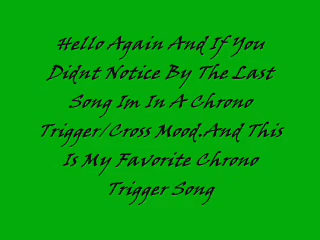 Hello Again And If You
Didnt Notice By The Last
Song Im In A Chrono
Trigger/Cross Mood.And This
Is My Favorite Chrono
Trigger Song